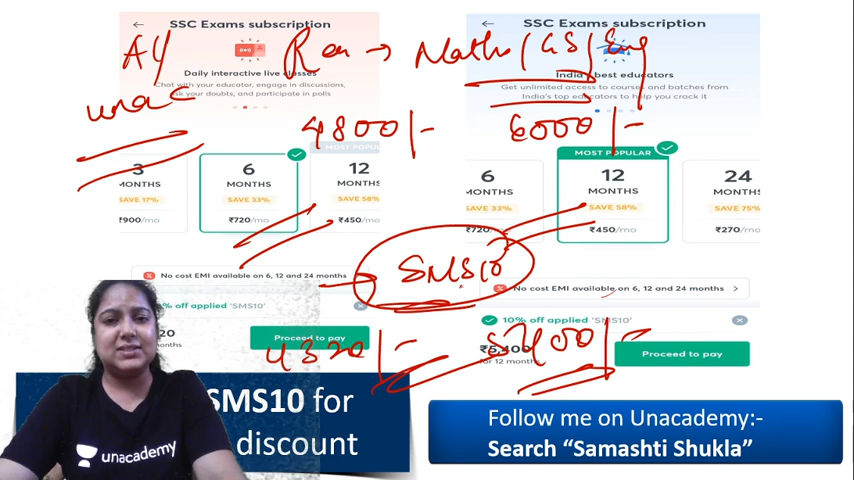 ← SSC Exams subscription
Daily interactive live classes
Chat with your educator, engage in discussions,
ask your doubts, and participate in polls
4800/-
3 MONTHS
SAVE 17%
₹900/mo
6 MONTHS
SAVE 33%
₹720/mo
12 MONTHS
SAVE 58%
₹450/mo
No cost EMI available on 6, 12 and 24 months
% off applied 'SMS10'
20
months
Proceed to pay
4320/-
← SSC Exams subscription
Maths/GS/Eng
India's best educators
Get unlimited access to courses and batches from
India's top educators to help you crack it
6000/-
MOST POPULAR
6 MONTHS
SAVE 33%
₹720/mo
12 MONTHS
SAVE 58%
₹450/mo
24 MONTHS
SAVE 75%
₹270/mo
SMS10
No cost EMI available on 6, 12 and 24 months >
10% off applied 'SMS10'
₹5,400
for 12 months
5400/-
Proceed to pay
SMS10 for
discount
unacademy
Follow me on Unacademy:-
Search “Samashti Shukla”